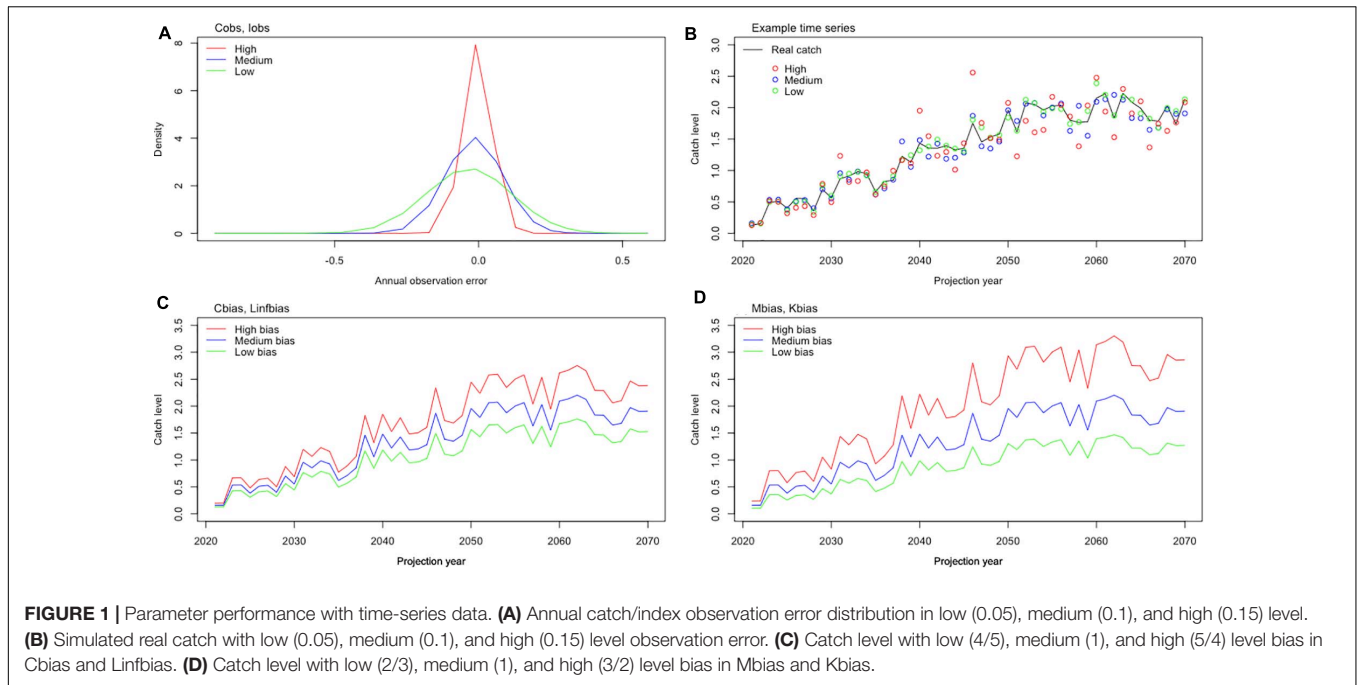 A
Cobs, Iobs
High
Medium
Low
Density
0
2
4
6
8
-0.5
0.0
0.5
Annual observation error
B
Example time series
Real catch
High
Medium
Low
Catch level
0.0
0.5
1.0
1.5
2.0
2.5
3.0
2020
2030
2040
2050
2060
2070
Projection year
C
Cbias, Linfbias
High bias
Medium bias
Low bias
Catch level
0.0
0.5
1.0
1.5
2.0
2.5
3.0
3.5
2020
2030
2040
2050
2060
2070
Projection year
D
Mbias, Kbias
High bias
Medium bias
Low bias
Catch level
0.0
0.5
1.0
1.5
2.0
2.5
3.0
3.5
2020
2030
2040
2050
2060
2070
Projection year
FIGURE 1 | Parameter performance with time-series data. (A) Annual catch/index observation error distribution in low (0.05), medium (0.1), and high (0.15) level.
(B) Simulated real catch with low (0.05), medium (0.1), and high (0.15) level observation error. (C) Catch level with low (4/5), medium (1), and high (5/4) level bias in
Cbias and Linfbias. (D) Catch level with low (2/3), medium (1), and high (3/2) level bias in Mbias and Kbias.